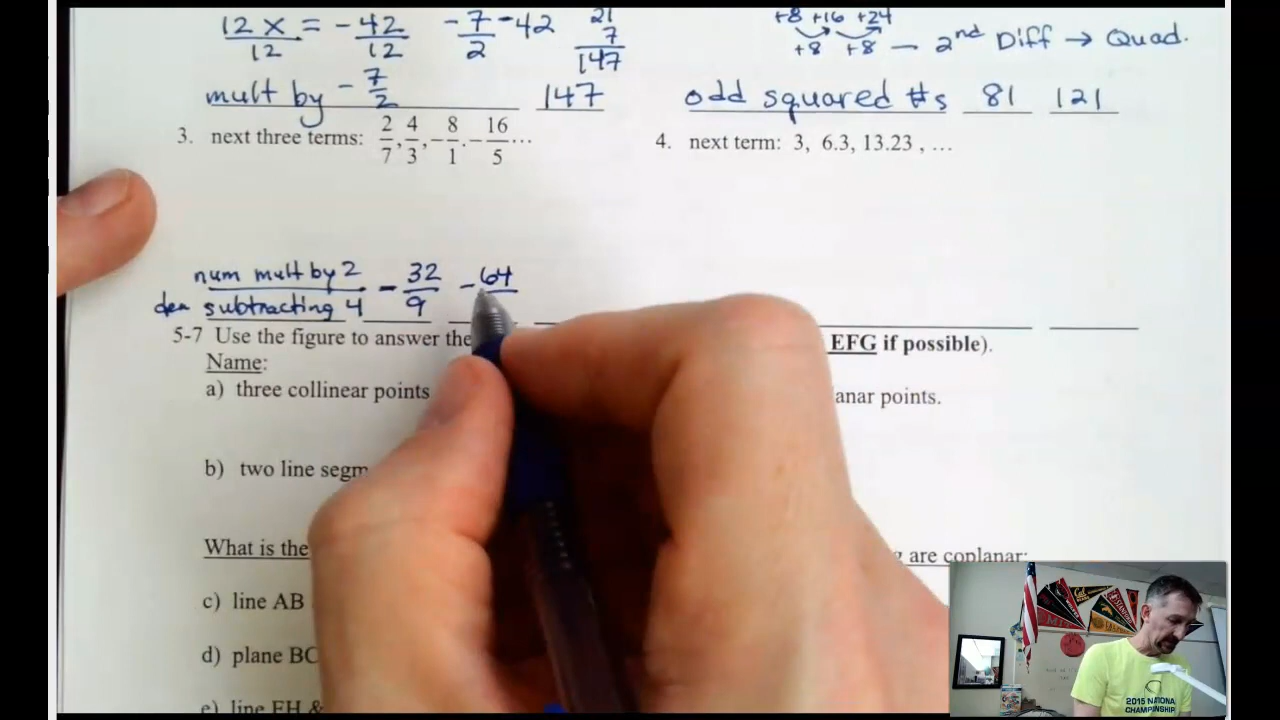 12 x/12 = -42/12 -7/2 · -42 21 7 147 +8 +16 +24
+8 +8 — 2nd Diff → Quad.
mult by -7/2 147 odd squared #s 81 121
3. next three terms: 2/7, 4/3, -8/1, -16/5 ... 4. next term: 3, 6.3, 13.23 , …
num mult by 2 - 32/9 - 64
den subtracting 4
5-7 Use the figure to answer the EFG if possible).
Name:
a) three collinear points anar points.
b) two line segm
What is the are coplanar:
c) line AB
d) plane BC
e) line EH &
2015 NATIONAL
CHAMPIONSHIP